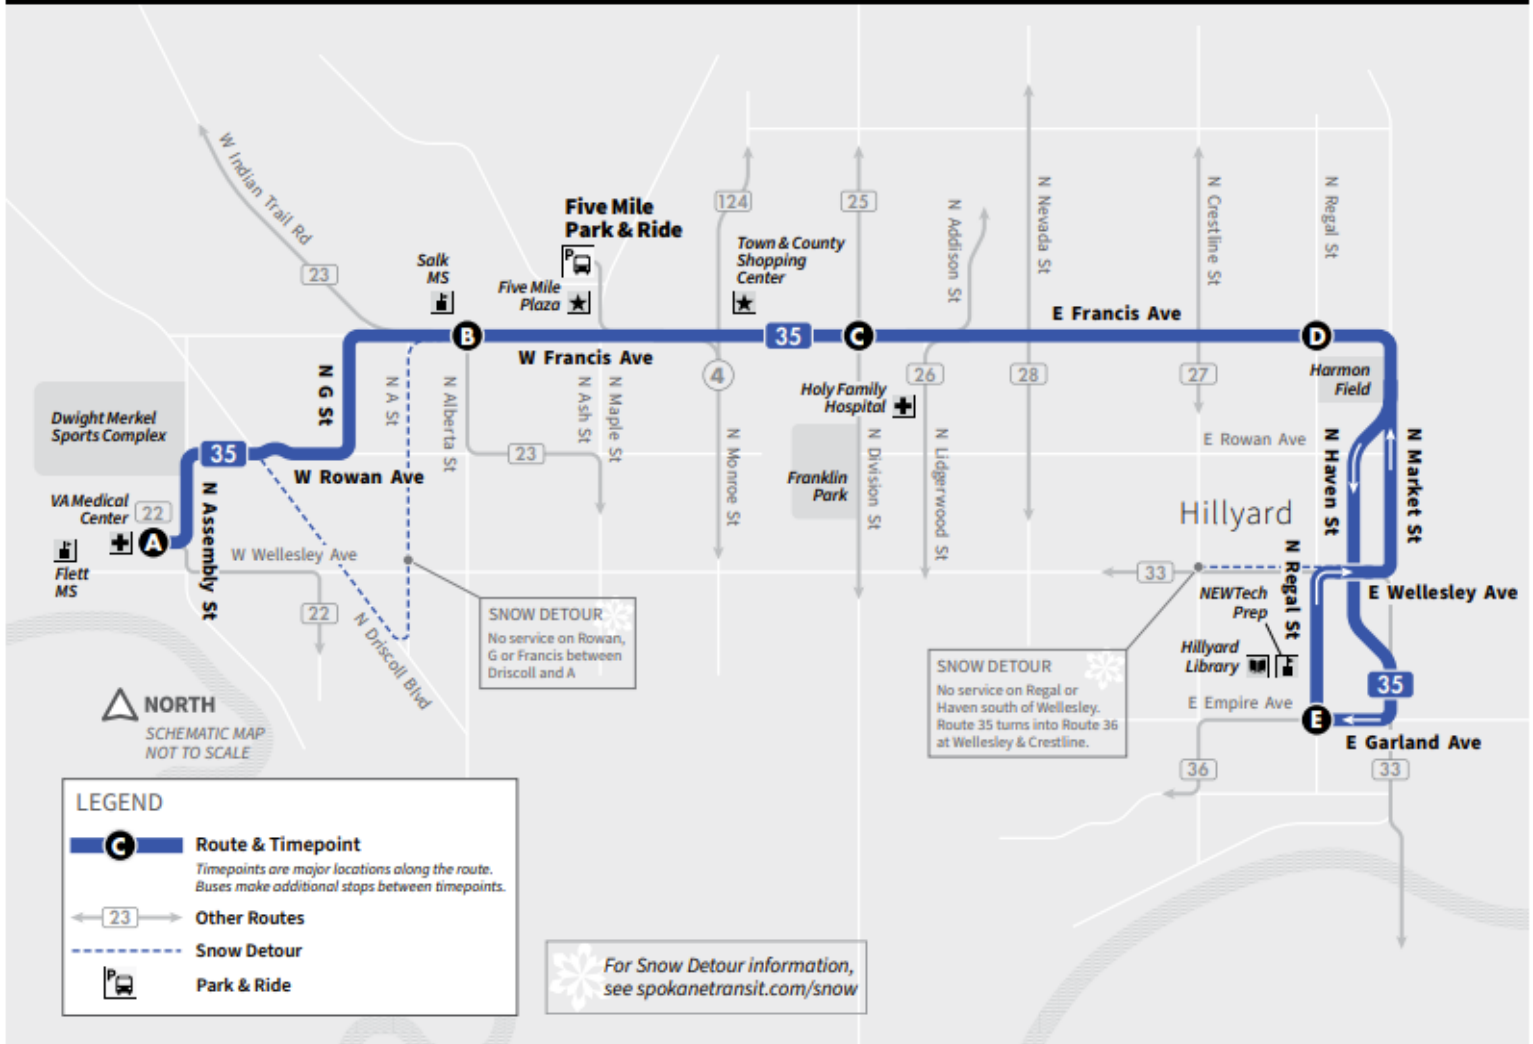 W Indian Trail Rd
23
Salk
MS
Five Mile
Park & Ride
P
Five Mile
Plaza
124
Town & County
Shopping
Center
25
N Addison St
N Nevada St
N Crestline St
N Regal St
B
W Francis Ave
35
C
E Francis Ave
D
Harmon
Field
N G St
N A St
N Alberta St
23
N Ash St
N Maple St
4
N Monroe St
Holy Family
Hospital
26
28
27
Franklin
Park
N Division St
N Lidgerwood St
E Rowan Ave
N Haven St
N Market St
Dwight Merkel
Sports Complex
35
W Rowan Ave
VA Medical
Center
22
A
Flett
MS
N Assembly St
W Wellesley Ave
22
N Driscoll Blvd
SNOW DETOUR
No service on Rowan,
G or Francis between
Driscoll and A
Hillyard
33
N Regal St
E Wellesley Ave
NEWTech
Prep
Hillyard
Library
35
E Empire Ave
E
E Garland Ave
36
33
SNOW DETOUR
No service on Regal or
Haven south of Wellesley.
Route 35 turns into Route 36
at Wellesley & Crestline.
NORTH
SCHEMATIC MAP
NOT TO SCALE
LEGEND
C
Route & Timepoint
Timepoints are major locations along the route.
Buses make additional stops between timepoints.
23
Other Routes
Snow Detour
P
Park & Ride
For Snow Detour information,
see spokanetransit.com/snow